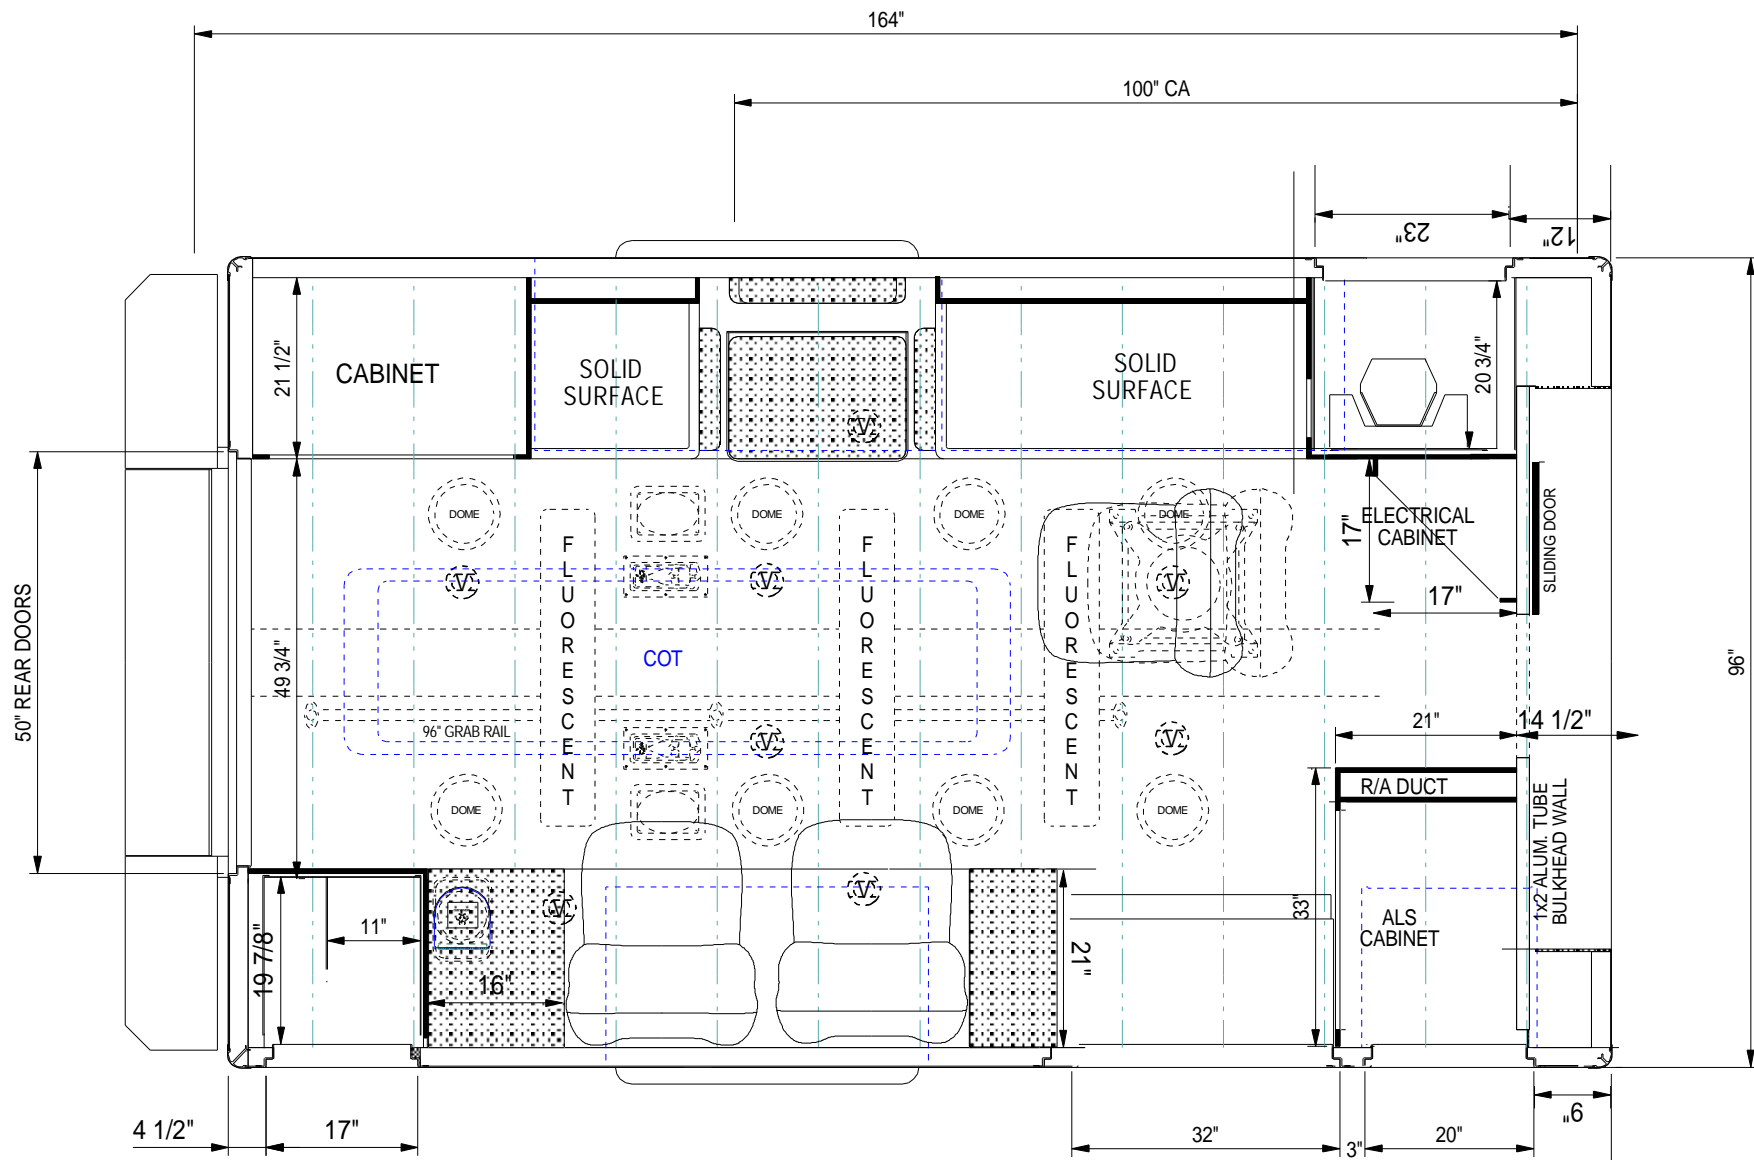 164"
100" CA
23"
12"
21 1/2"
CABINET
SOLID
SURFACE
SOLID
SURFACE
20 3/4"
V
50" REAR DOORS
49 3/4"
DOME
DOME
DOME
DOME
FLUORESCENT
FLUORESCENT
FLUORESCENT
ELECTRICAL
CABINET
17"
17"
SLIDING DOOR
V
V
V
COT
96"
96" GRAB RAIL
V
V
21"
14 1/2"
DOME
DOME
DOME
DOME
R/A DUCT
1x2 ALUM. TUBE
BULKHEAD WALL
V
V
33"
ALS
CABINET
11"
19 7/8"
16"
21"
4 1/2"
17"
32"
3"
20"
6"